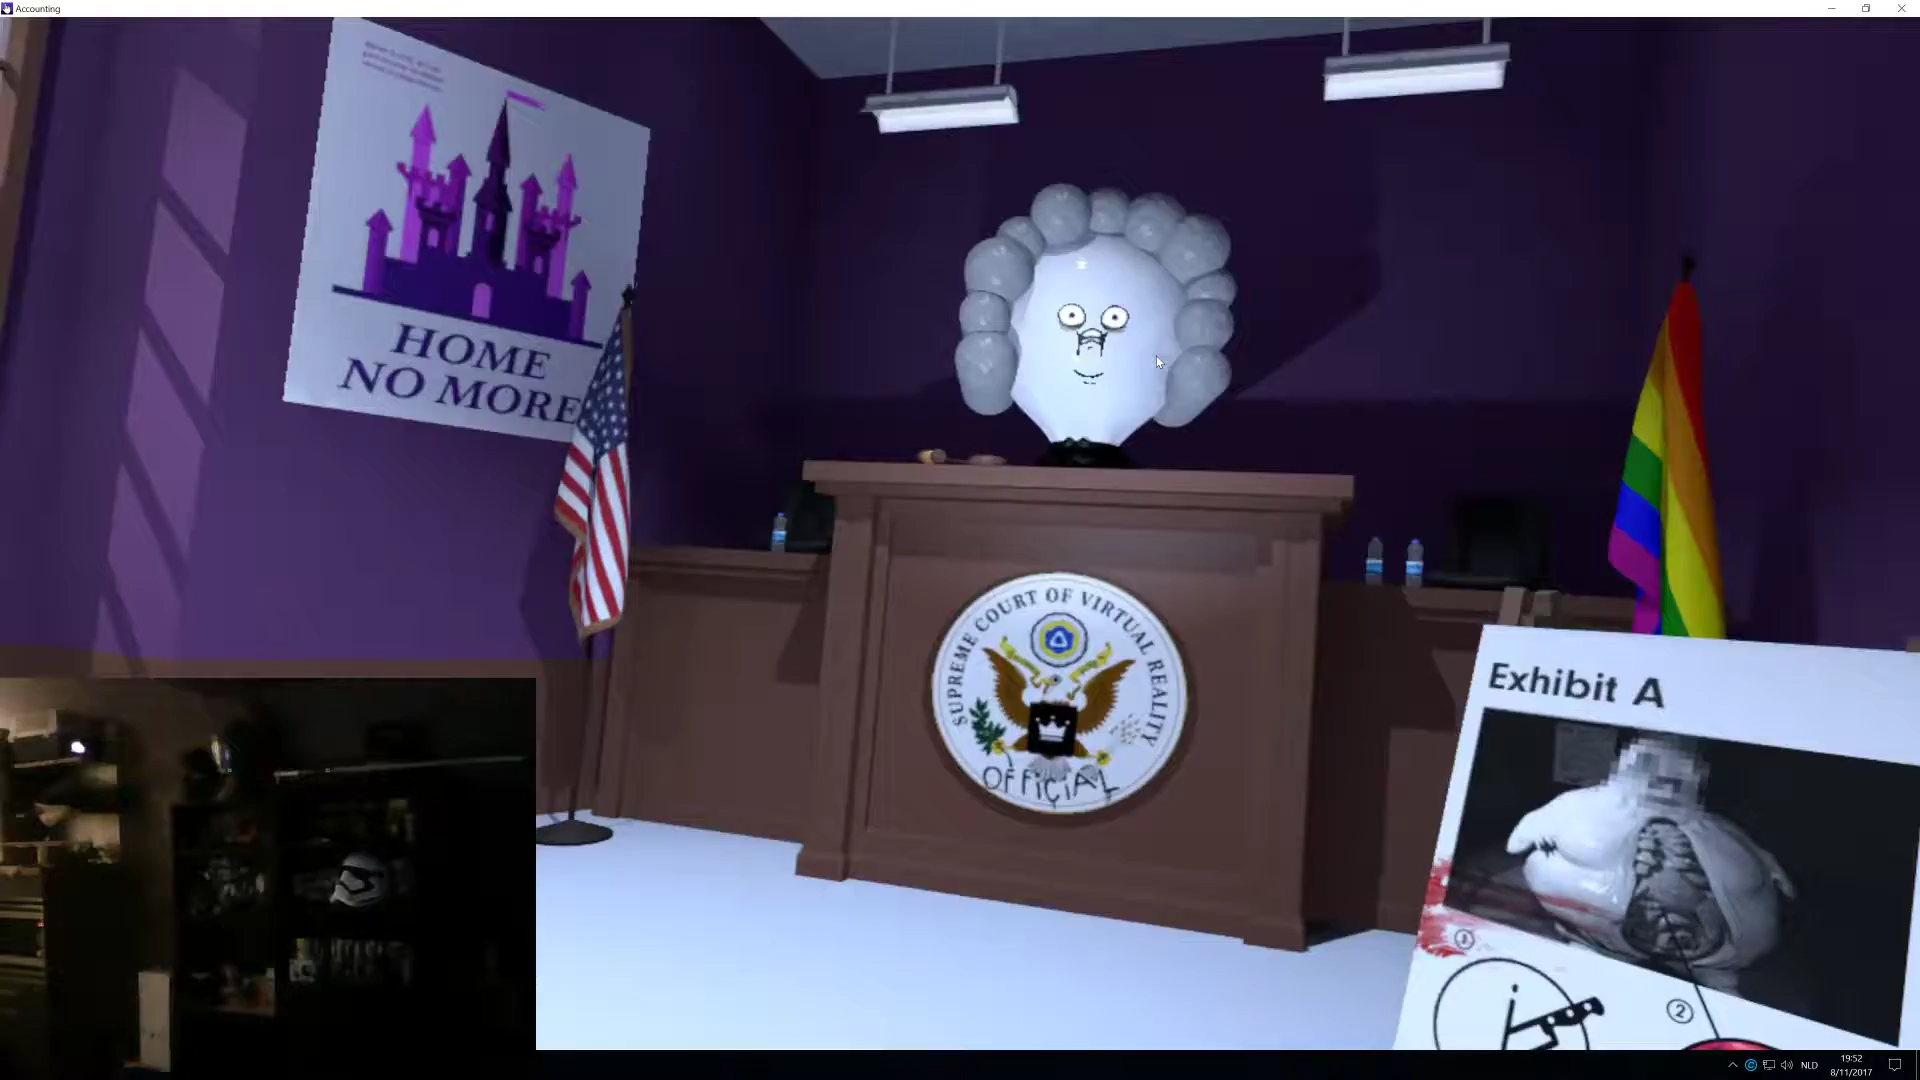 Accounting
HOME
NO MORE
SUPREME COURT OF VIRTUAL REALITY
OFFICIAL
Exhibit A
1
2
NLD
19:52
8/11/2017